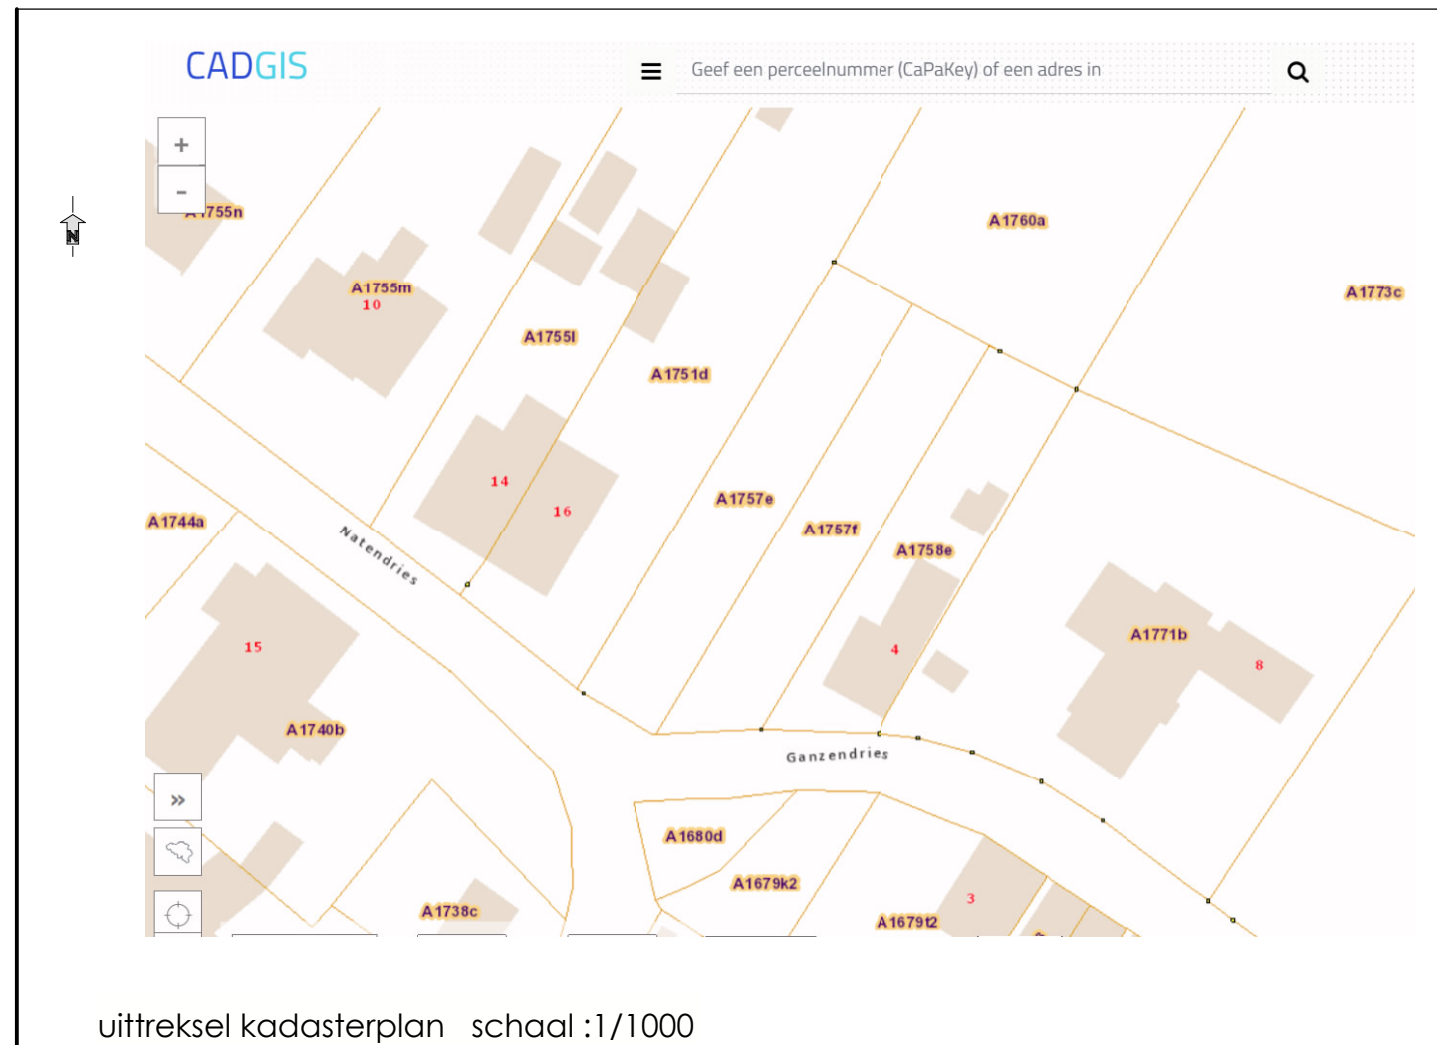 CADGIS
Geef een perceelnummer (CaPaKey) of een adres in
+
-
N
A1755n
A1760a
A1755m
10
A1773c
A1755l
A1751d
14
16
A1757e
A1757f
A1758e
A1744a
Natendries
15
4
A1771b
8
A1740b
Ganzendries
»
A1680d
A1679k2
3
A1738c
A1679t2
uittreksel kadasterplan schaal :1/1000